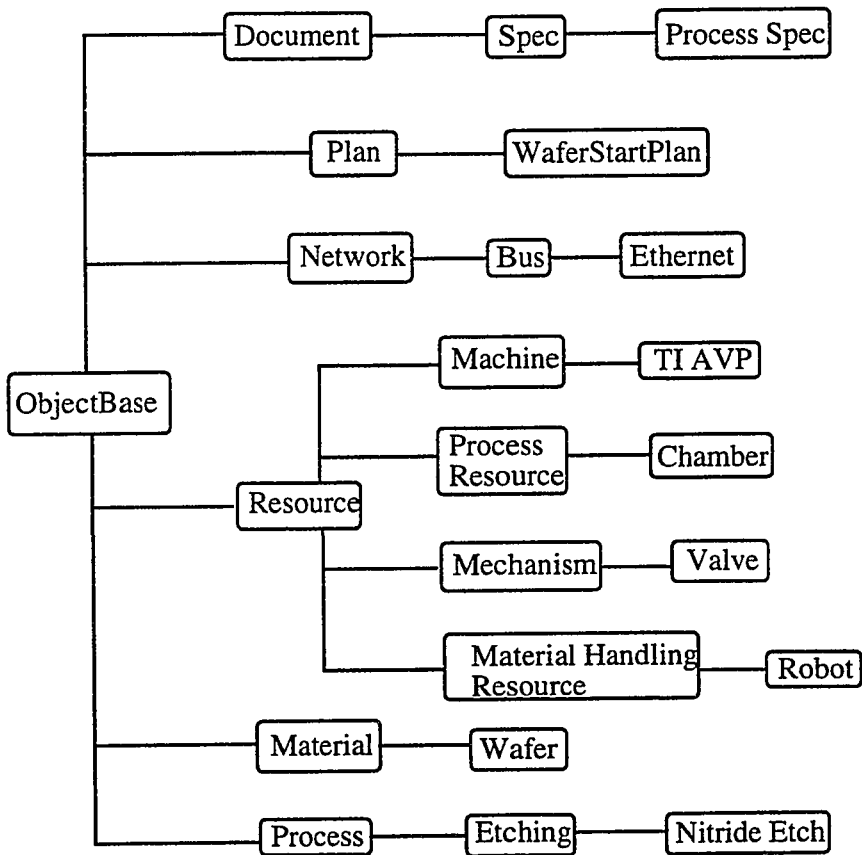 Document
Spec
Process Spec
Plan
WaferStartPlan
Network
Bus
Ethernet
Machine
TI AVP
ObjectBase
Process
Resource
Chamber
Resource
Mechanism
Valve
Material Handling
Resource
Robot
Material
Wafer
Process
Etching
Nitride Etch